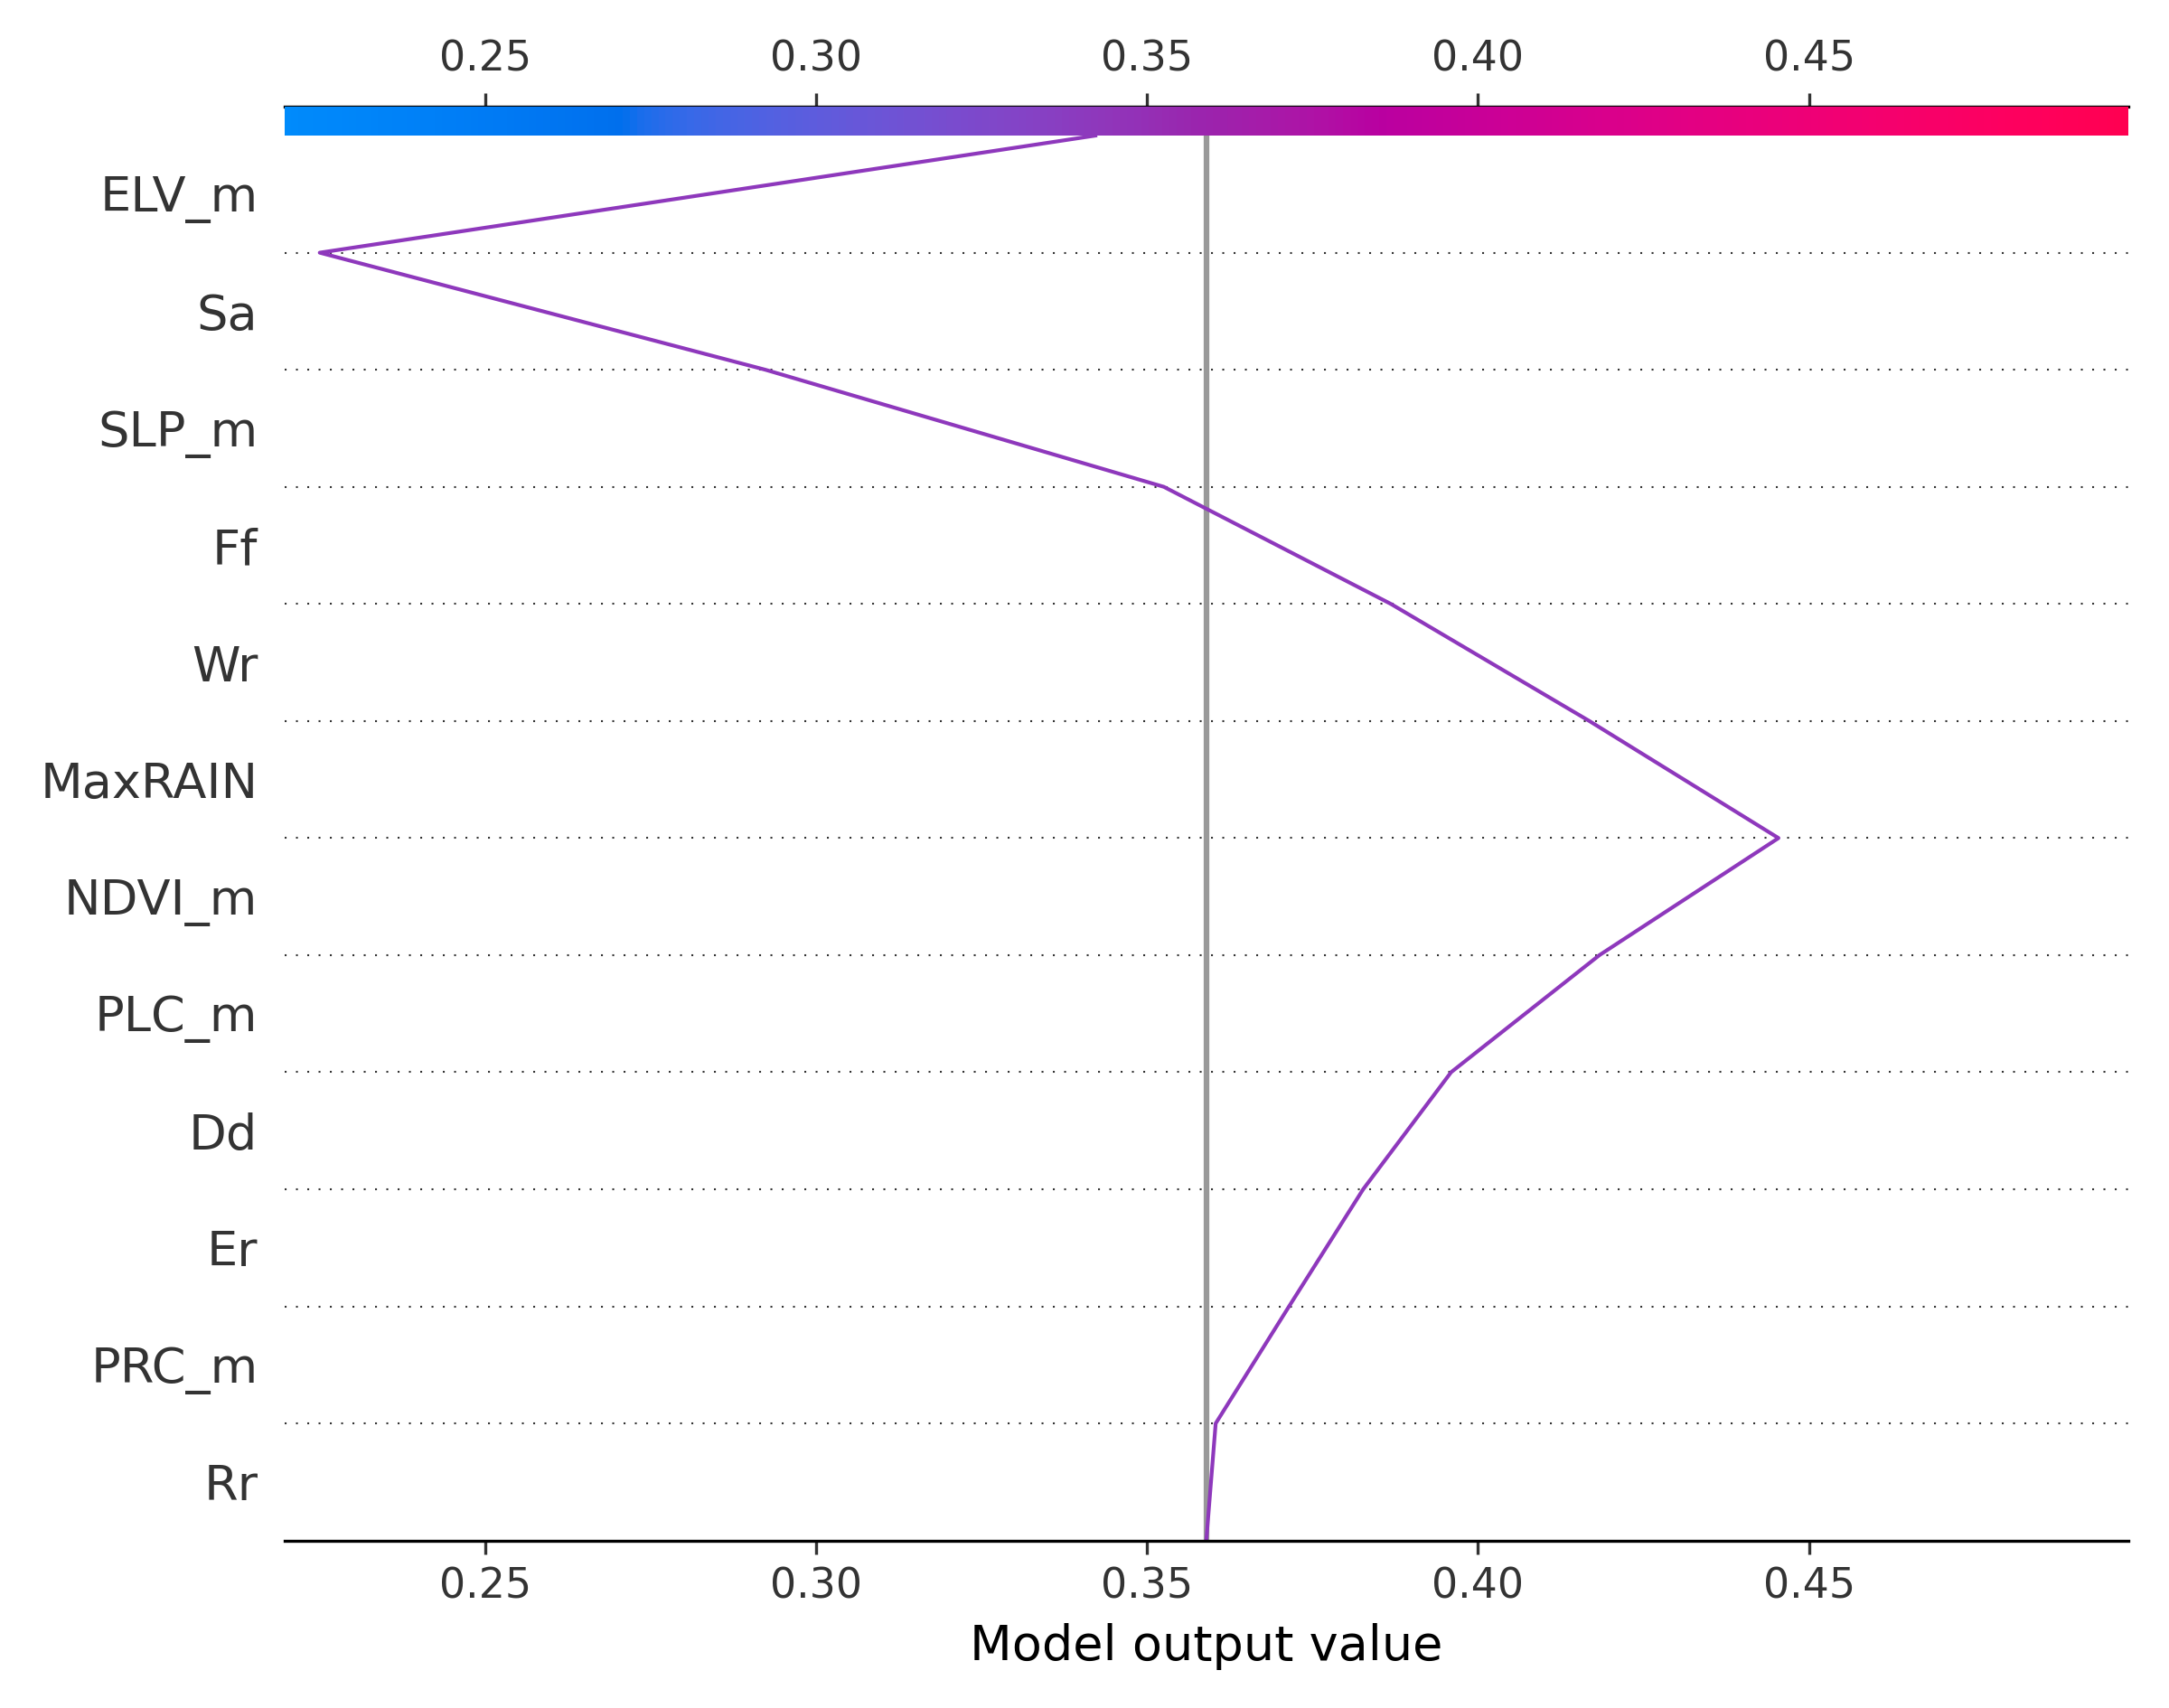 0.25 0.30 0.35 0.40 0.45
ELV_m
Sa
SLP_m
Ff
Wr
MaxRAIN
NDVI_m
PLC_m
Dd
Er
PRC_m
Rr
0.25 0.30 0.35 0.40 0.45
Model output value